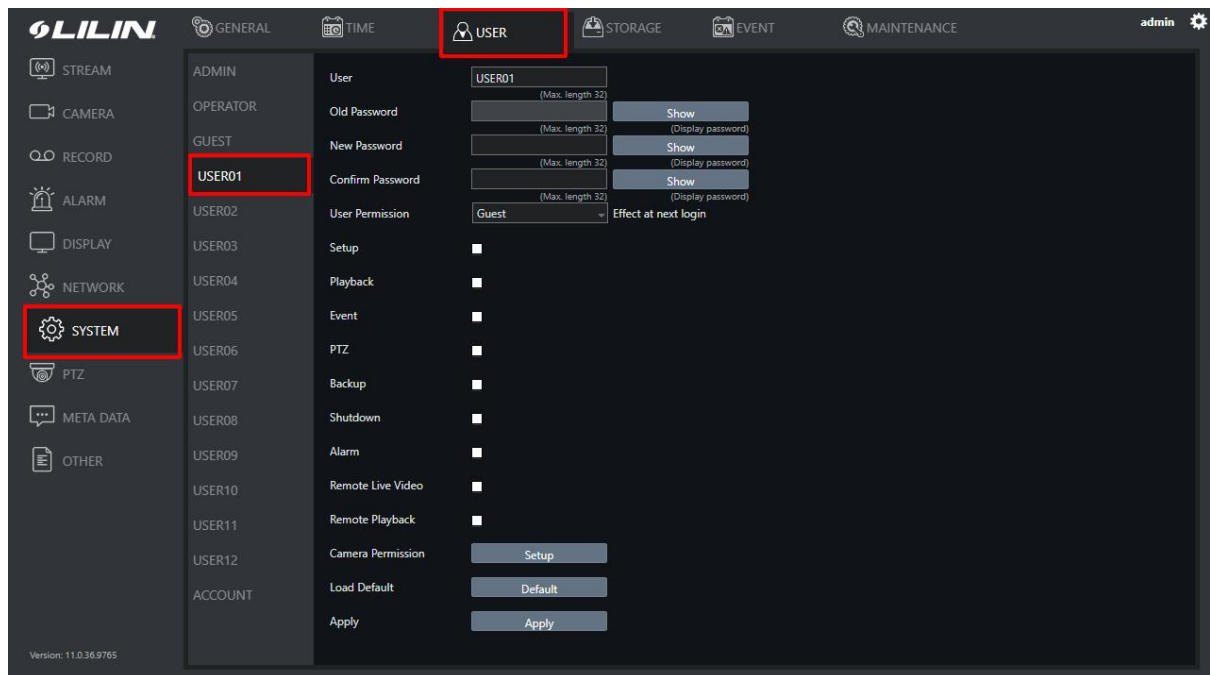 LILIN
GENERAL
TIME
USER
STORAGE
EVENT
MAINTENANCE
admin
STREAM
CAMERA
RECORD
ALARM
DISPLAY
NETWORK
SYSTEM
PTZ
META DATA
OTHER
Version: 11.0.36.9765
ADMIN
OPERATOR
GUEST
USER01
USER02
USER03
USER04
USER05
USER06
USER07
USER08
USER09
USER10
USER11
USER12
ACCOUNT
User USER01
(Max. length 32)
Old Password Show
(Max. length 32) (Display password)
New Password Show
(Max. length 32) (Display password)
Confirm Password Show
(Max. length 32) (Display password)
User Permission Guest Effect at next login
Setup
Playback
Event
PTZ
Backup
Shutdown
Alarm
Remote Live Video
Remote Playback
Camera Permission Setup
Load Default Default
Apply Apply